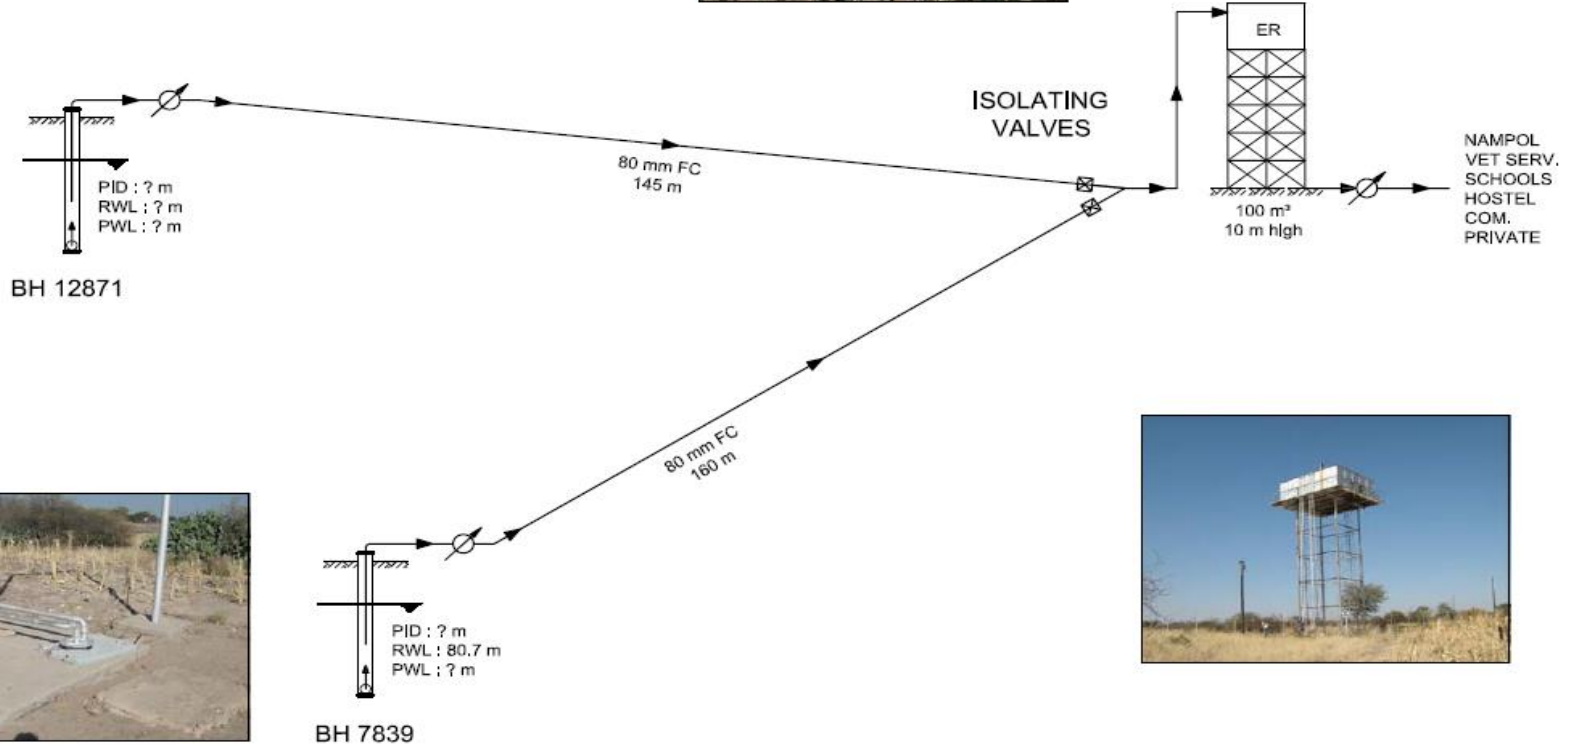 ER
ISOLATING
VALVES
80 mm FC
145 m
NAMPOL
VET SERV.
SCHOOLS
HOSTEL
COM.
PRIVATE
100 m³
10 m high
PID : ? m
RWL : ? m
PWL : ? m
BH 12871
80 mm FC
160 m
PID : ? m
RWL : 80.7 m
PWL : ? m
BH 7839